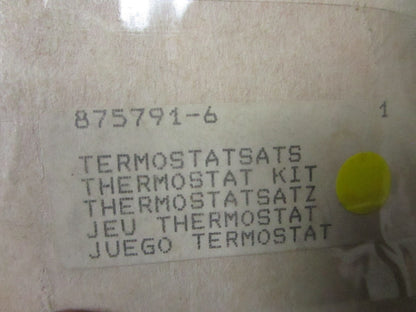 875791-6 1
TERMOSTATSATS
THERMOSTAT KIT
THERMOSTATSATZ
JEU THERMOSTAT
JUEGO TERMOSTAT